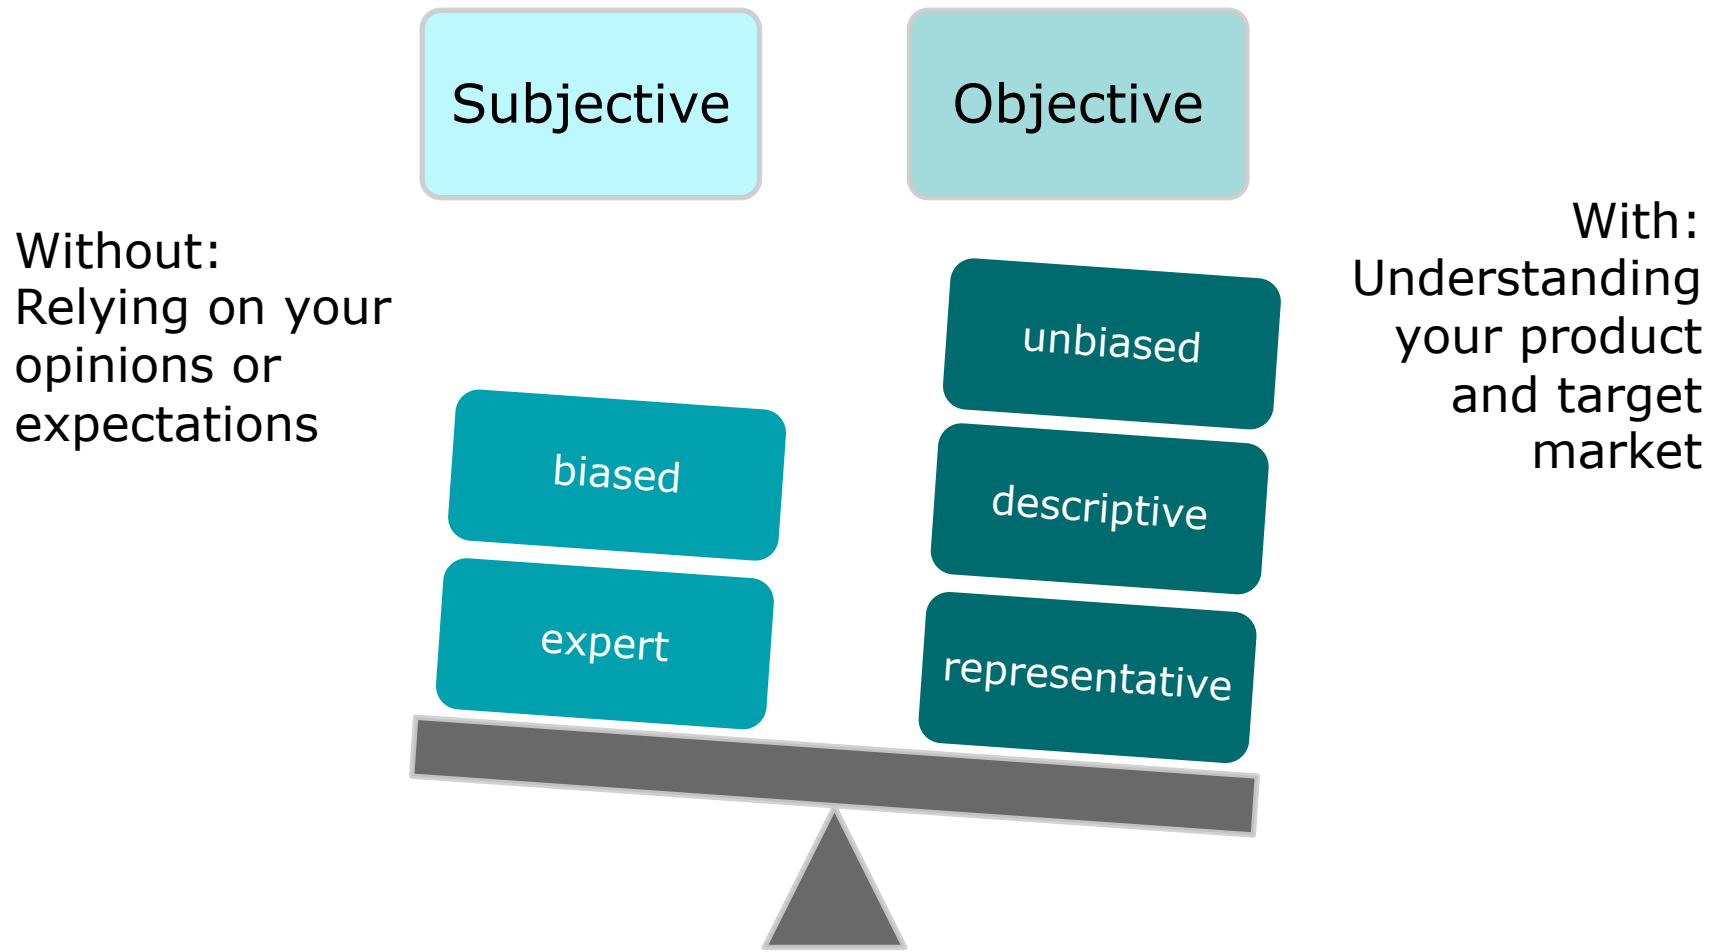 Subjective
Objective
Without:
Relying on your
opinions or
expectations
biased
expert
unbiased
descriptive
representative
With:
Understanding
your product
and target
market